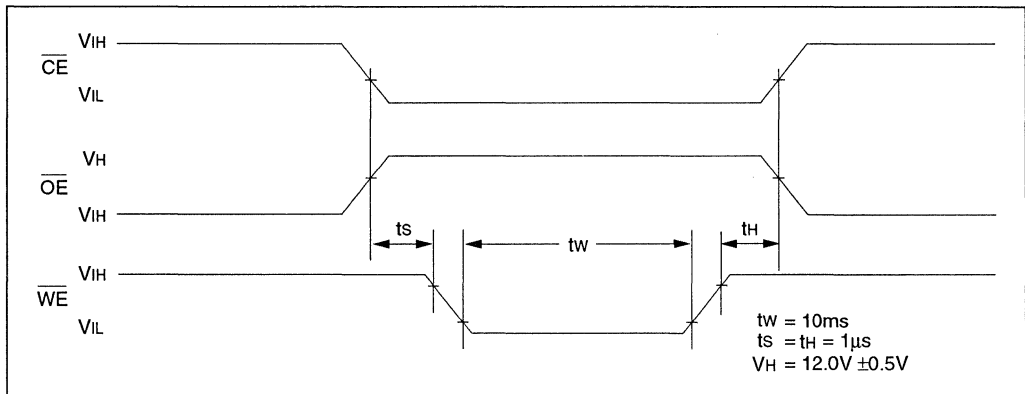 VIH
CE
VIL
VH
OE
VIH
ts
tw
tH
VIH
WE
VIL
tw = 10ms
ts = tH = 1μs
VH = 12.0V ±0.5V